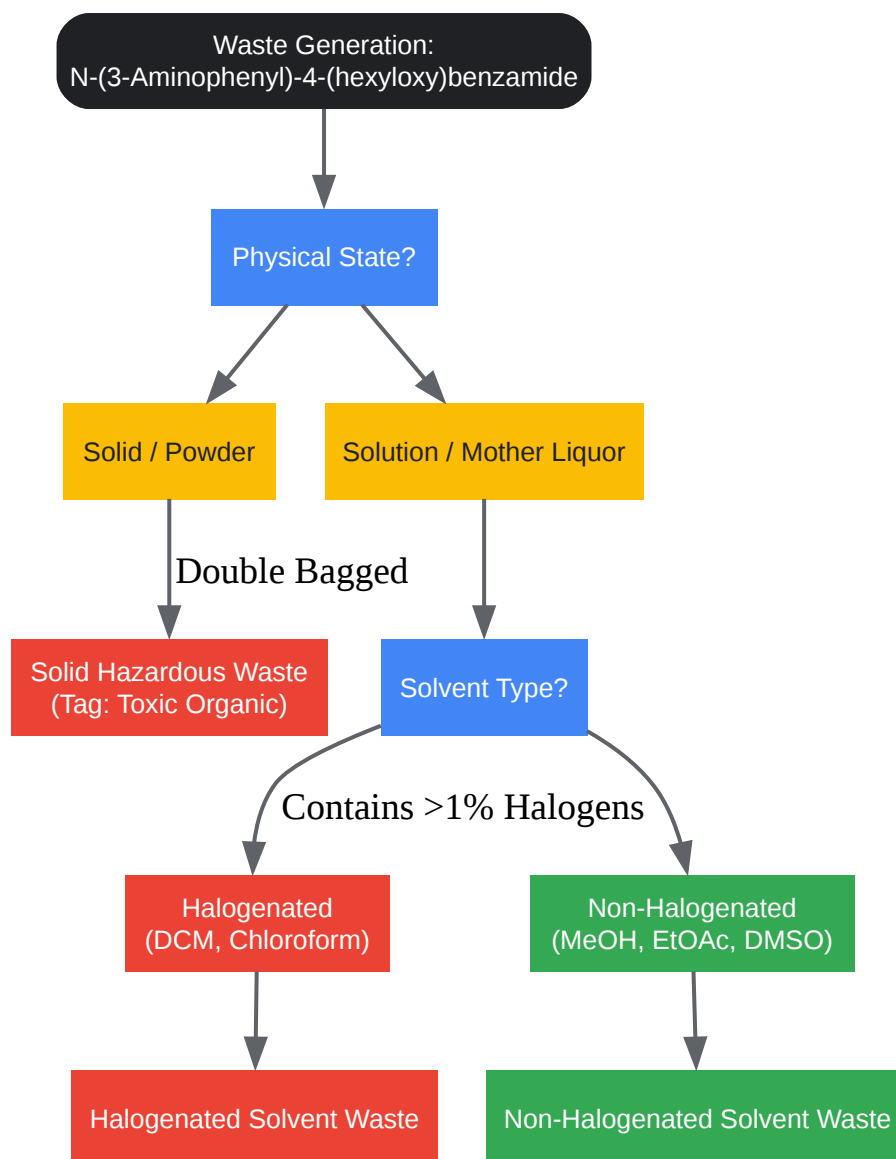 Waste Generation:
N-(3-Aminophenyl)-4-(hexyloxy)benzamide
Physical State?
Solid / Powder
Solution / Mother Liquor
Double Bagged
Solid Hazardous Waste
(Tag: Toxic Organic)
Solvent Type?
Contains >1% Halogens
Halogenated
(DCM, Chloroform)
Non-Halogenated
(MeOH, EtOAc, DMSO)
Halogenated Solvent Waste
Non-Halogenated Solvent Waste